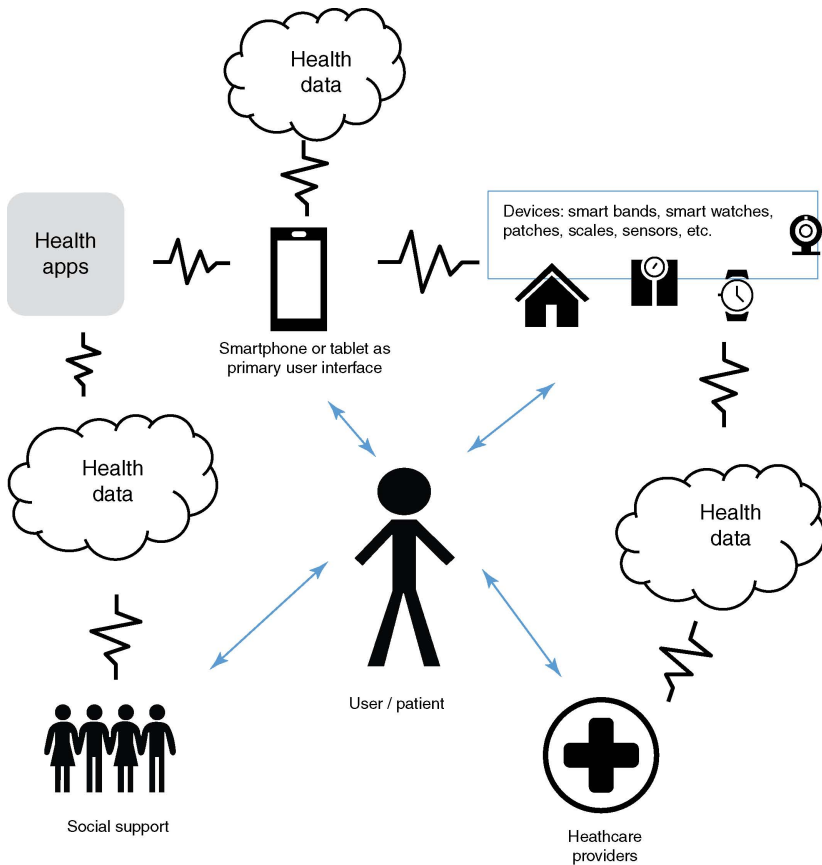 Health
data
Health
apps
Devices: smart bands, smart watches,
patches, scales, sensors, etc.
Smartphone or tablet as
primary user interface
Health
data
Health
data
User / patient
Social support
Heathcare
providers